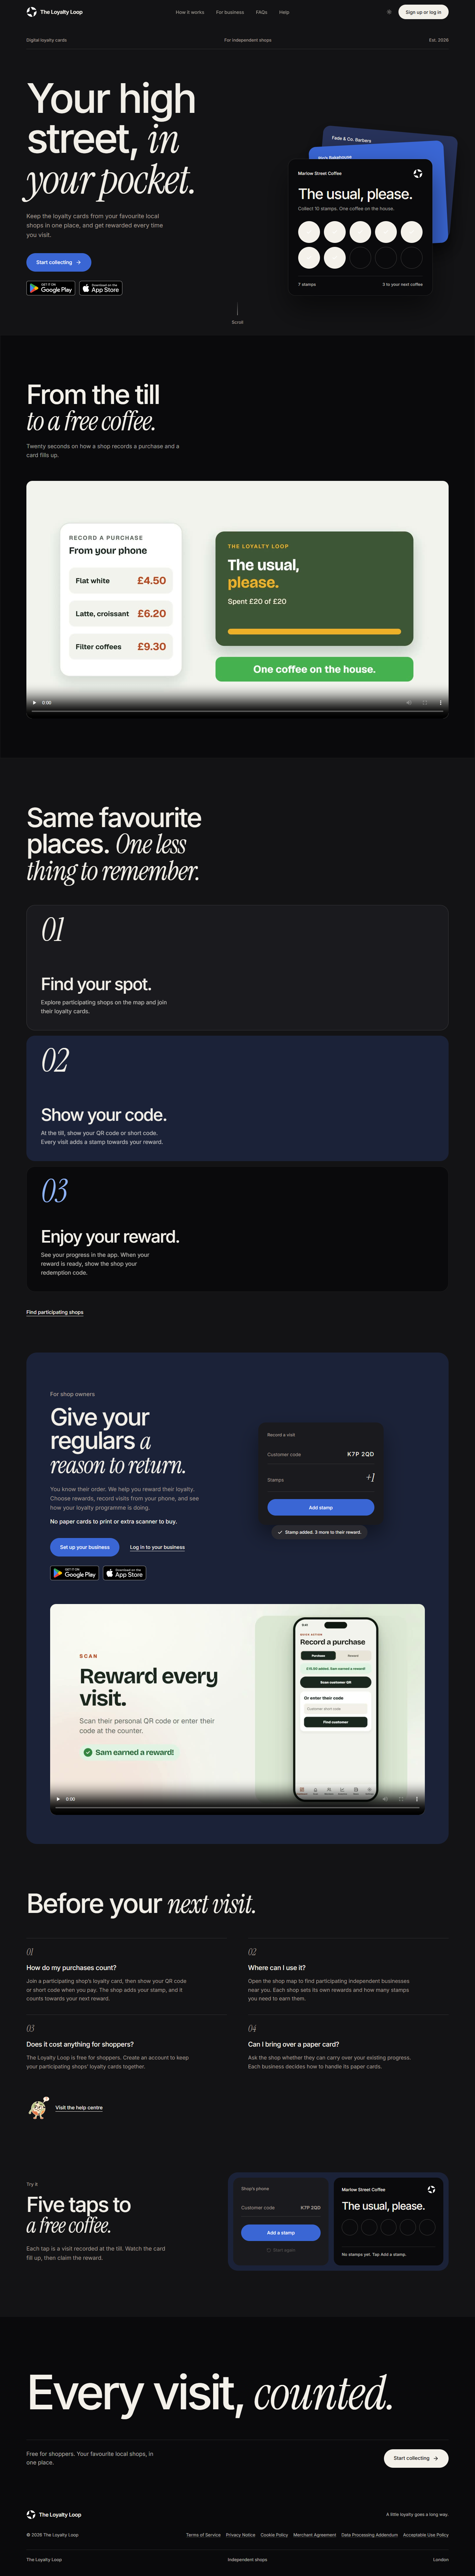 The Loyalty Loop
How it works
For business
FAQs
Help
Sign up or log in
Digital loyalty cards
For independent shops
Est. 2026
Your high
street, in
your pocket.
Keep the loyalty cards from your favourite local
shops in one place, and get rewarded every time
you visit.
Start collecting
GET IT ON
Google Play
Download on the
App Store
Fade & Co. Barbers
Marlow Street Coffee
The usual, please.
Collect 10 stamps. One coffee on the house.
7 stamps
3 to your next coffee
Scroll
From the till
to a free coffee.
Twenty seconds on how a shop records a purchase and a
card fills up.
RECORD A PURCHASE
From your phone
Flat white £4.50
Latte, croissant £6.20
Filter coffees £9.30
THE LOYALTY LOOP
The usual,
please.
Spent £20 of £20
One coffee on the house.
0:00
Same favourite
places. One less
thing to remember.
01
Find your spot.
Explore participating shops on the map and join
their loyalty cards.
02
Show your code.
At the till, show your QR code or short code.
Every visit adds a stamp towards your reward.
03
Enjoy your reward.
See your progress in the app. When your
reward is ready, show the shop your
redemption code.
Find participating shops
For shop owners
Give your
regulars a
reason to return.
You know their order. We help you reward their loyalty.
Choose rewards, record visits from your phone, and see
how your loyalty programme is doing.
No paper cards to print or extra scanner to buy.
Set up your business
Log in to your business
GET IT ON
Google Play
Download on the
App Store
Record a visit
Customer code K7P 2QD
Stamps +1
Add stamp
Stamp added. 3 more to their reward.
SCAN
Reward every
visit.
Scan their personal QR code or enter their
code at the counter.
Sam earned a reward!
Record a purchase
Purchase
Reward
Scan customer QR
Or enter their code
Customer short code
Find customer
0:00
Before your next visit.
01
How do my purchases count?
Join a participating shop's loyalty card, then show your QR code
or short code when you pay. The shop adds your stamp, and it
counts towards your next reward.
02
Where can I use it?
Open the shop map to find participating independent businesses
near you. Each shop sets its own rewards and how many stamps
you need to earn them.
03
Does it cost anything for shoppers?
The Loyalty Loop is free for shoppers. Create an account to keep
your participating shops' loyalty cards together.
04
Can I bring over a paper card?
Ask the shop whether they can carry over your existing progress.
Each business decides how to handle its paper cards.
Visit the help centre
Try it
Five taps to
a free coffee.
Each tap is a visit recorded at the till. Watch the card
fill up, then claim the reward.
Shop's phone
Customer code K7P 2QD
Add a stamp
Start again
Marlow Street Coffee
The usual, please.
No stamps yet. Tap Add a stamp.
Every visit, counted.
Free for shoppers. Your favourite local shops, in
one place.
Start collecting
The Loyalty Loop
A little loyalty goes a long way.
© 2026 The Loyalty Loop
Terms of Service
Privacy Notice
Cookie Policy
Merchant Agreement
Data Processing Addendum
Acceptable Use Policy
The Loyalty Loop
Independent shops
London